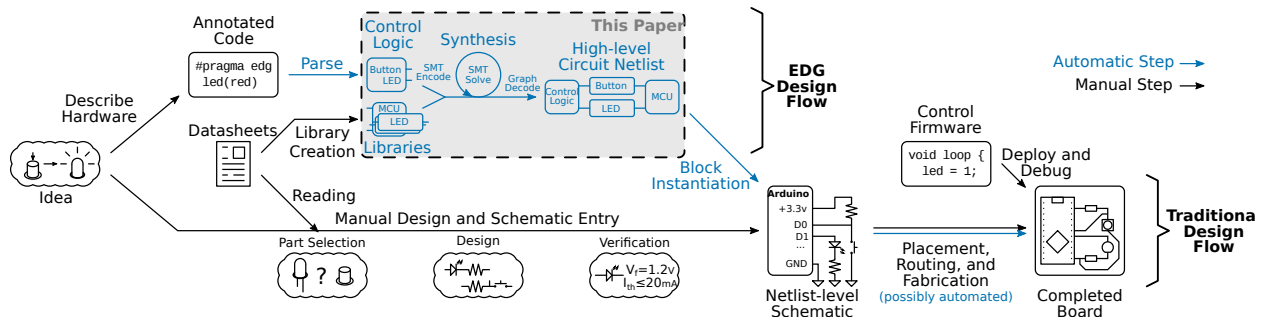 Annotated
Code
#pragma edg
led(red)
Parse
This Paper
Control
Logic
Button
LED
MCU
LED
Libraries
SMT
Encode
Synthesis
SMT
Solve
Graph
Decode
High-level
Circuit Netlist
Control
Logic
Button
LED
MCU
EDG
Design
Flow
Automatic Step
Manual Step
Describe
Hardware
Idea
Datasheets
Library
Creation
Reading
Block
Instantiation
Manual Design and Schematic Entry
Part Selection
?
Design
Verification
Vf=1.2v
Ith≤20mA
Arduino
+3.3v
D0
D1
...
GND
Netlist-level
Schematic
Control
Firmware
void loop {
led = 1;
Deploy and
Debug
Placement,
Routing, and
Fabrication
(possibly automated)
Completed
Board
Traditiona
Design
Flow